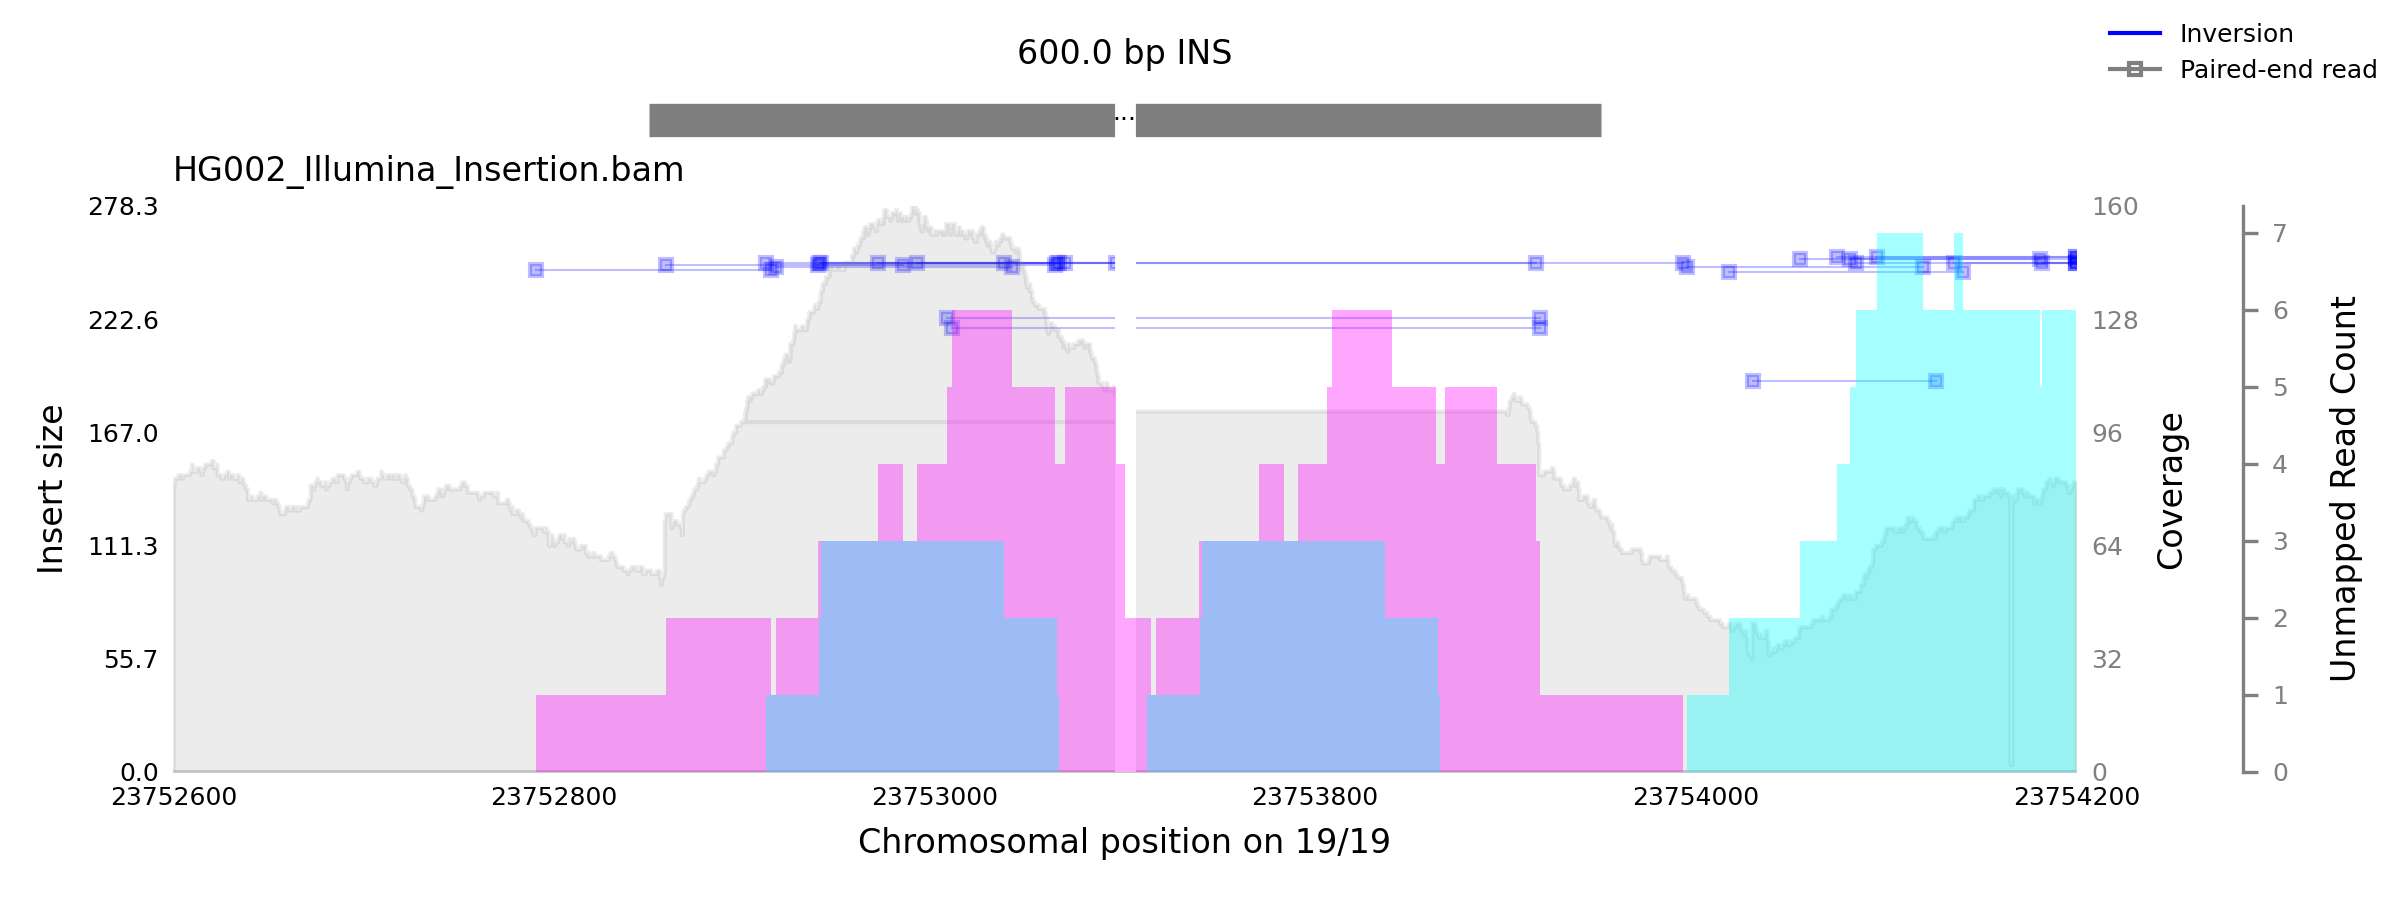 600.0 bp INS
Inversion
Paired-end read
...
HG002_Illumina_Insertion.bam
Insert size
278.3
222.6
167.0
111.3
55.7
0.0
Coverage
160
128
96
64
32
0
Unmapped Read Count
7
6
5
4
3
2
1
0
23752600 23752800 23753000 23753800 23754000 23754200
Chromosomal position on 19/19